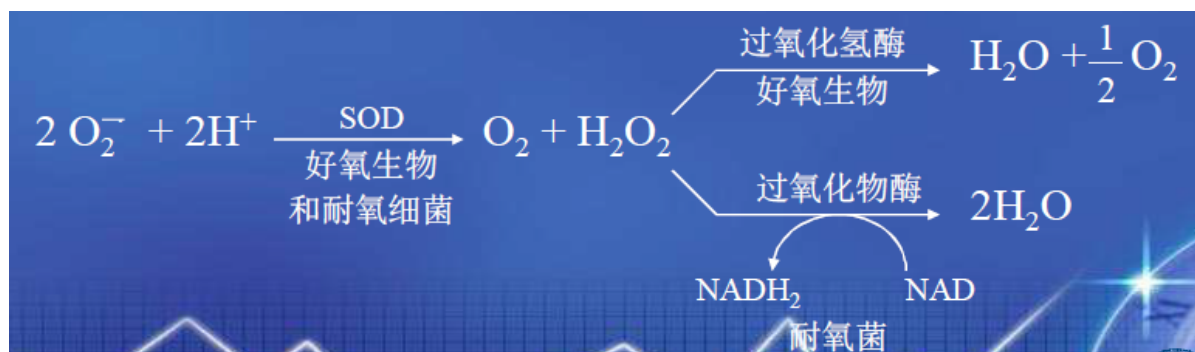 2 O₂⁻ + 2H⁺
SOD
好氧生物
和耐氧细菌
O₂ + H₂O₂
过氧化氢酶
好氧生物
H₂O + 1/2 O₂
过氧化物酶
2H₂O
NADH₂ NAD
耐氧菌